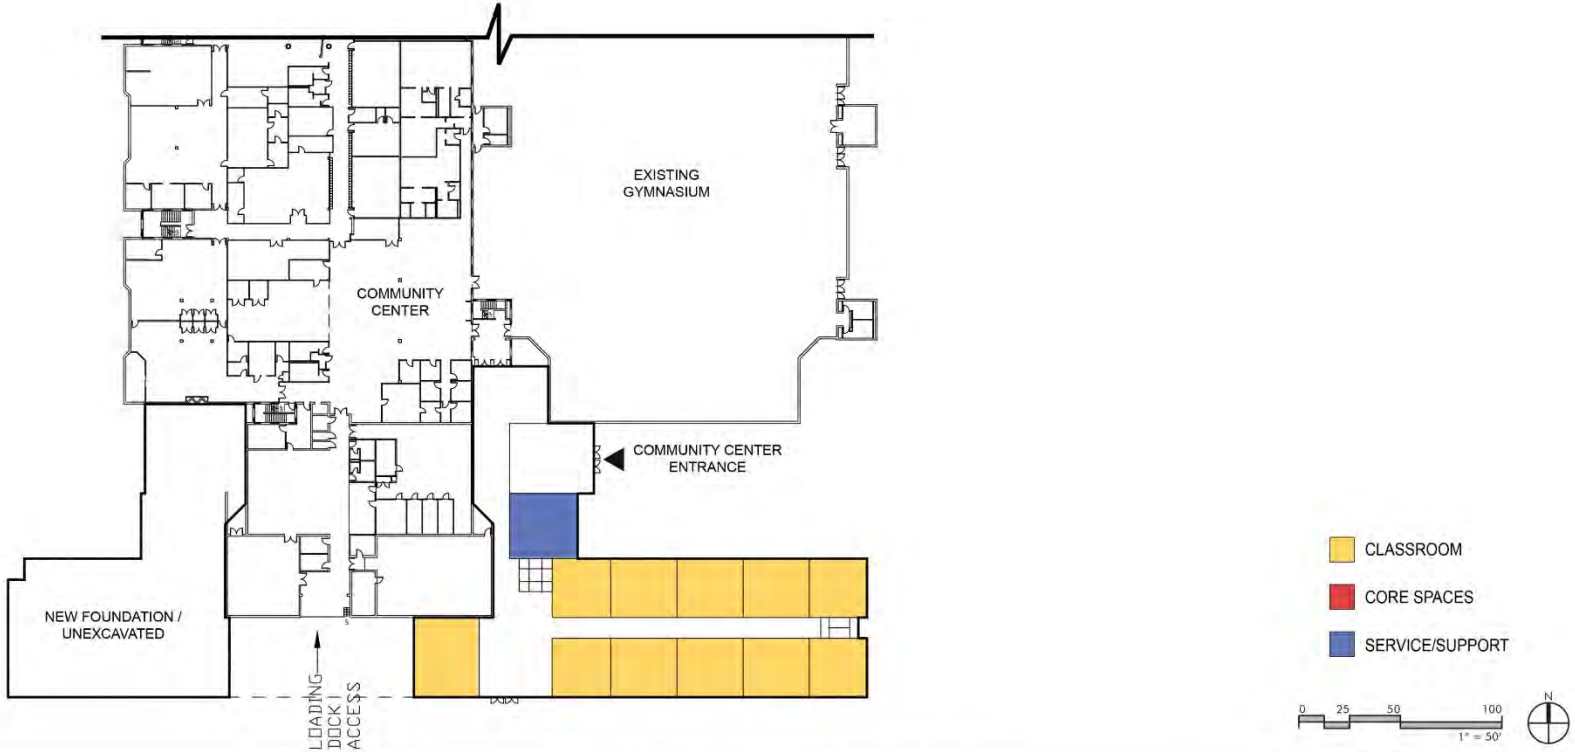 EXISTING
GYMNASIUM
COMMUNITY
CENTER
COMMUNITY CENTER
ENTRANCE
CLASSROOM
CORE SPACES
SERVICE/SUPPORT
NEW FOUNDATION /
UNEXCAVATED
LOADING
DOCK
ACCESS
N
0 25 50 100
1" = 50'